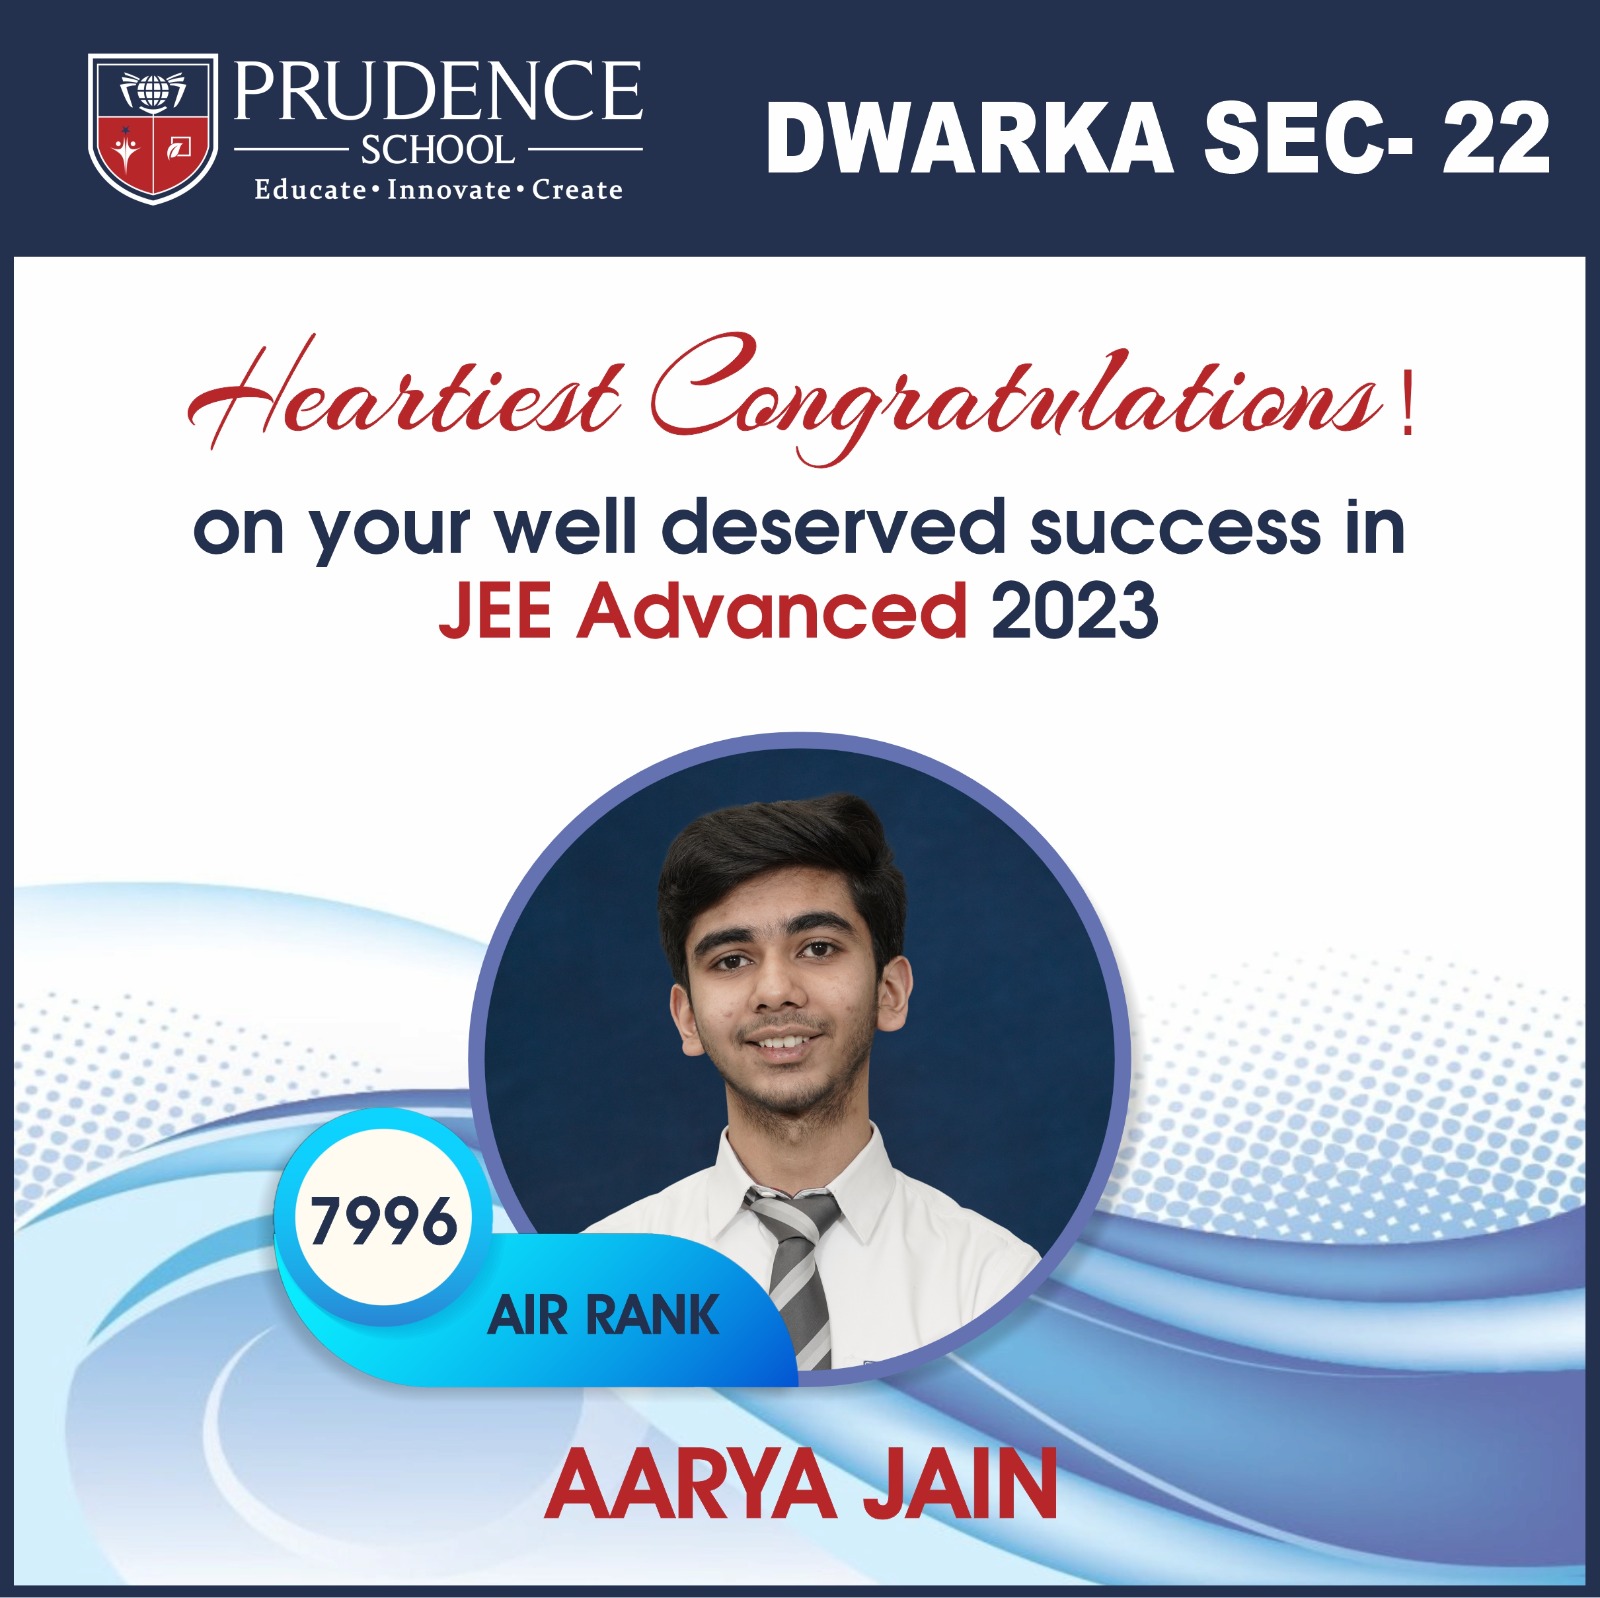 PRUDENCE
SCHOOL
Educate • Innovate • Create
DWARKA SEC- 22
Heartiest Congratulations!
on your well deserved success in
JEE Advanced 2023
7996
AIR RANK
AARYA JAIN